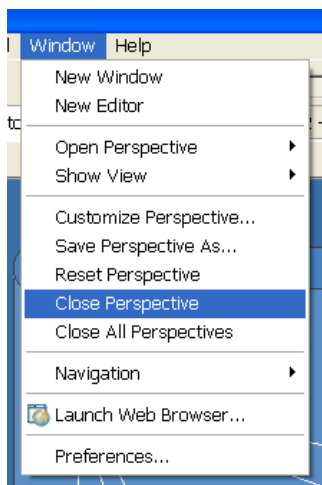 Window Help
New Window
New Editor
Open Perspective
Show View
Customize Perspective...
Save Perspective As...
Reset Perspective
Close Perspective
Close All Perspectives
Navigation
Launch Web Browser...
Preferences...